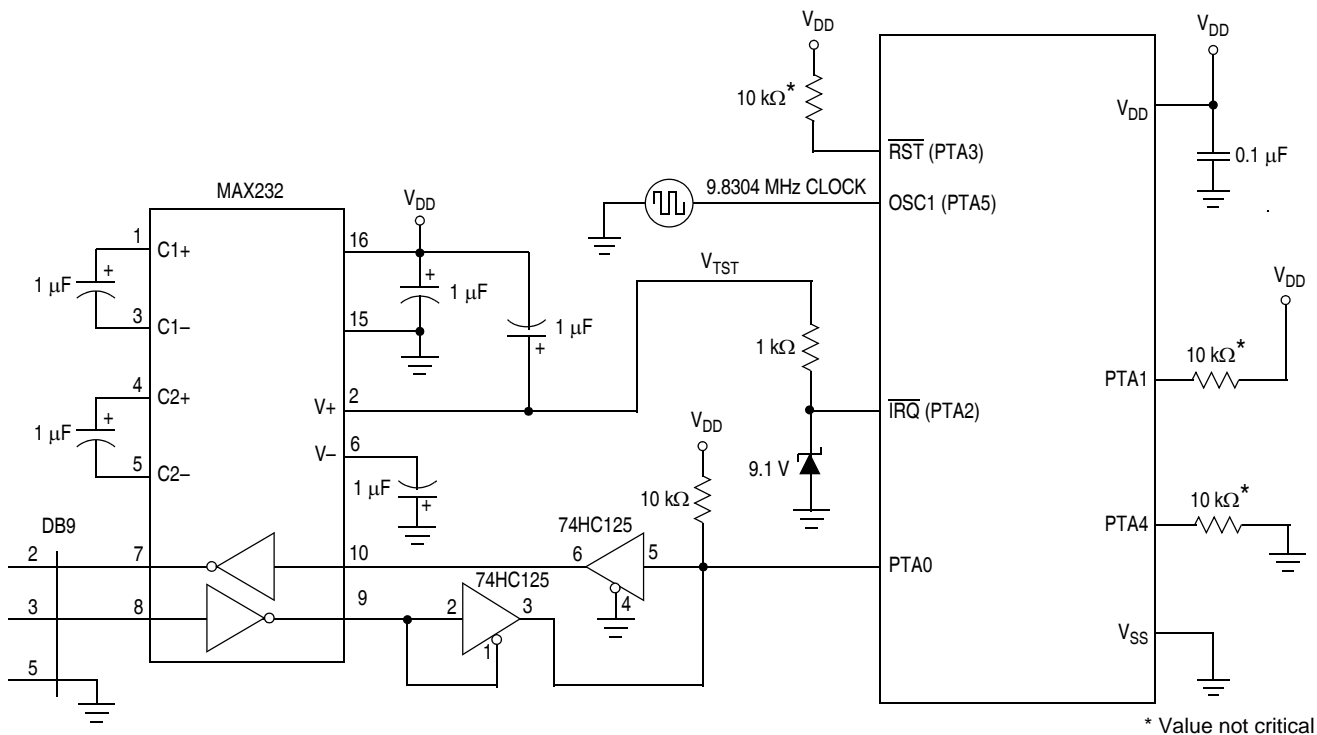 VDD
VDD
10 kΩ*
VDD
RST (PTA3)
0.1 µF
MAX232
9.8304 MHz CLOCK
OSC1 (PTA5)
VDD
1
C1+
16
+
1 µF
+
1 µF
VTST
VDD
3
C1–
15
1 µF
+
1 kΩ
10 kΩ*
PTA1
4
C2+
V+
2
IRQ (PTA2)
+
1 µF
VDD
V–
6
9.1 V
5
C2–
1 µF
+
10 kΩ
10 kΩ*
DB9
74HC125
PTA4
2
7
10
6
5
PTA0
74HC125
4
3
8
9
2
3
1
VSS
5
* Value not critical